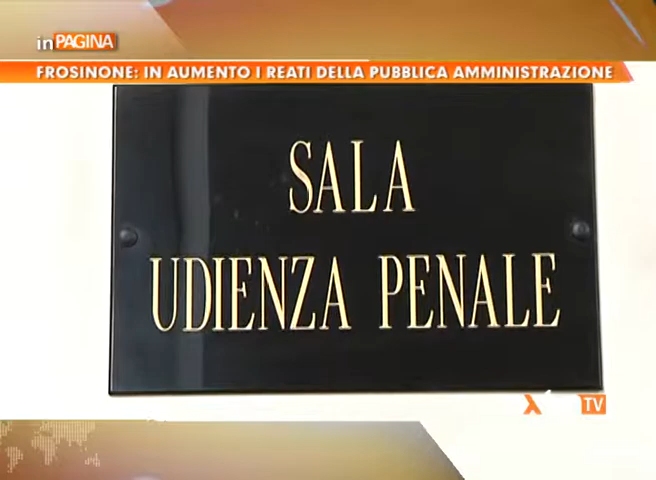 inPAGINA
FROSINONE: IN AUMENTO I REATI DELLA PUBBLICA AMMINISTRAZIONE
SALA
UDIENZA PENALE
TV